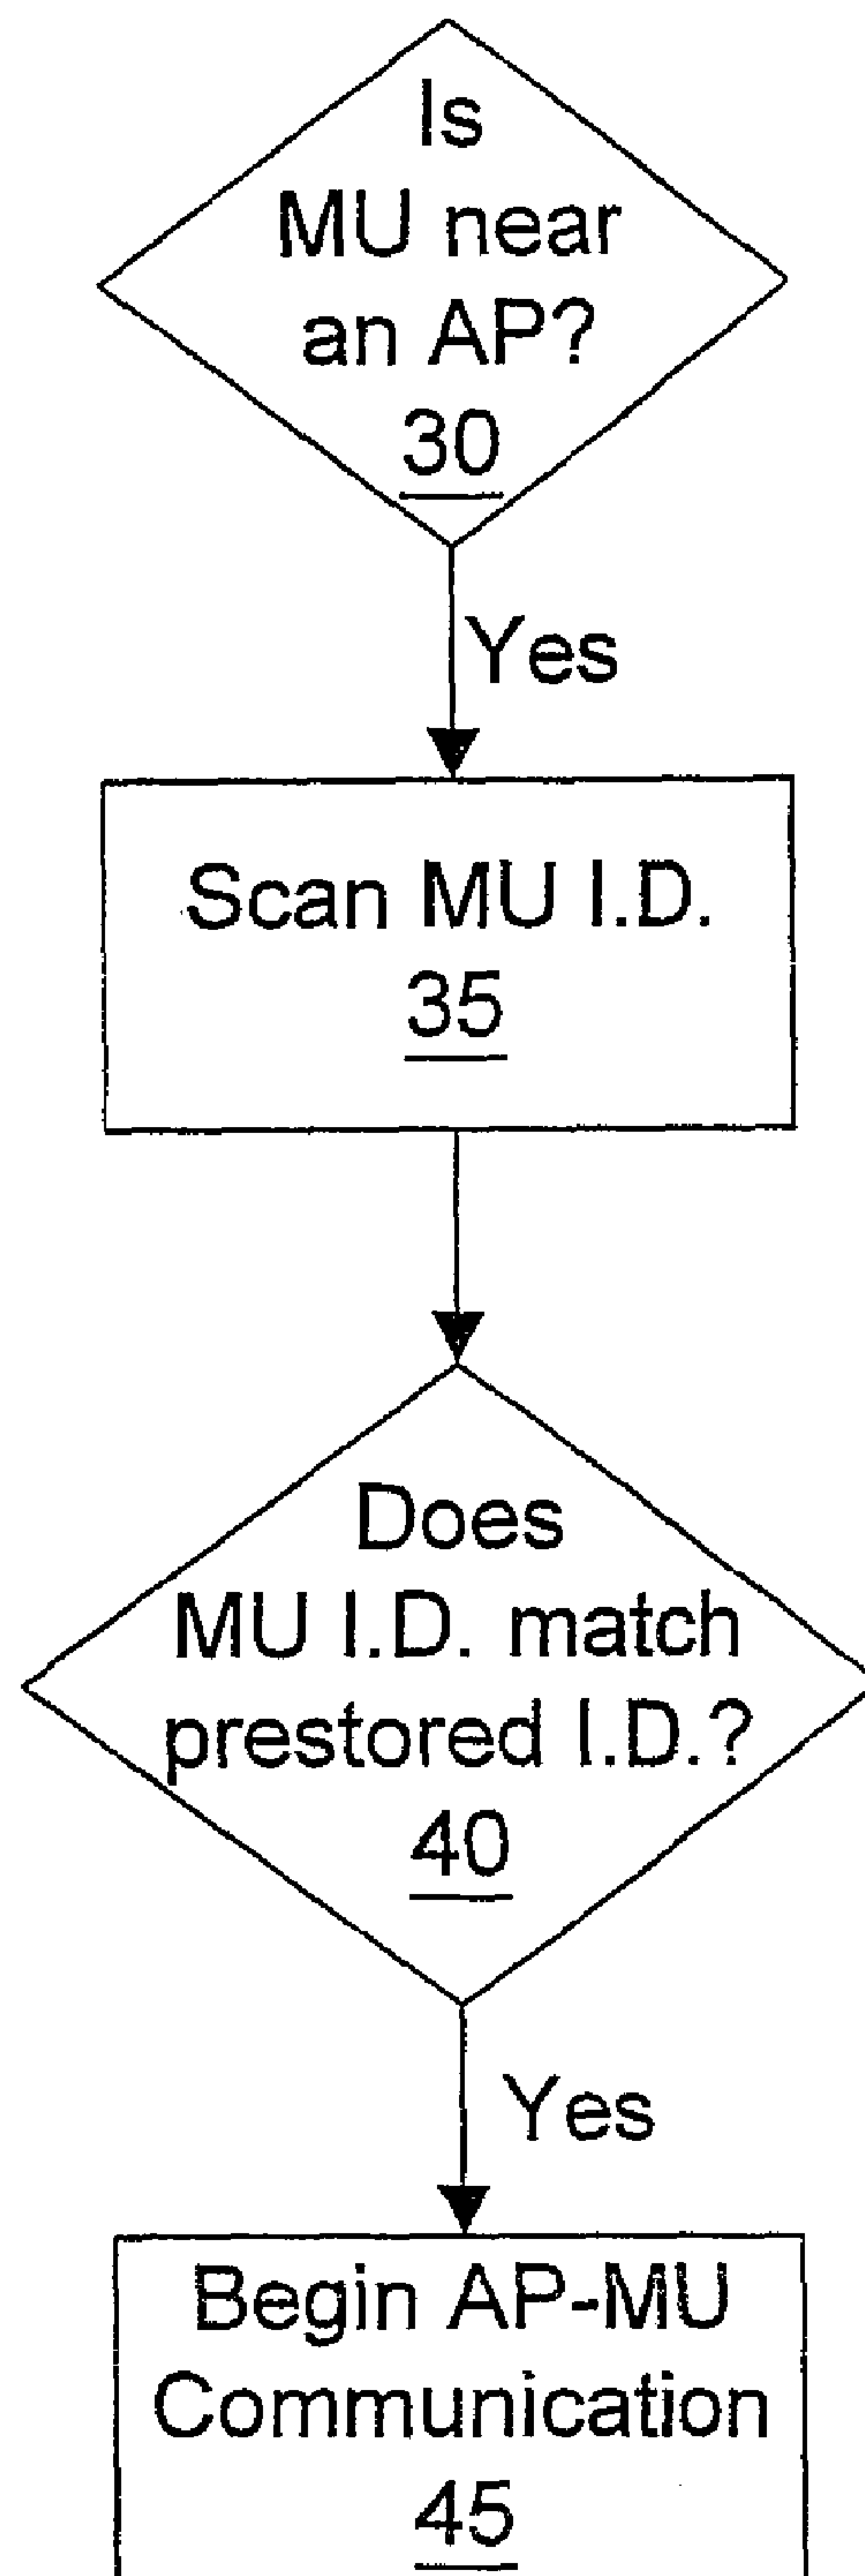 Is
MU near
an AP?
30
Yes
Scan MU I.D.
35
Does
MU I.D. match
prestored I.D.?
40
Yes
Begin AP-MU
Communication
45